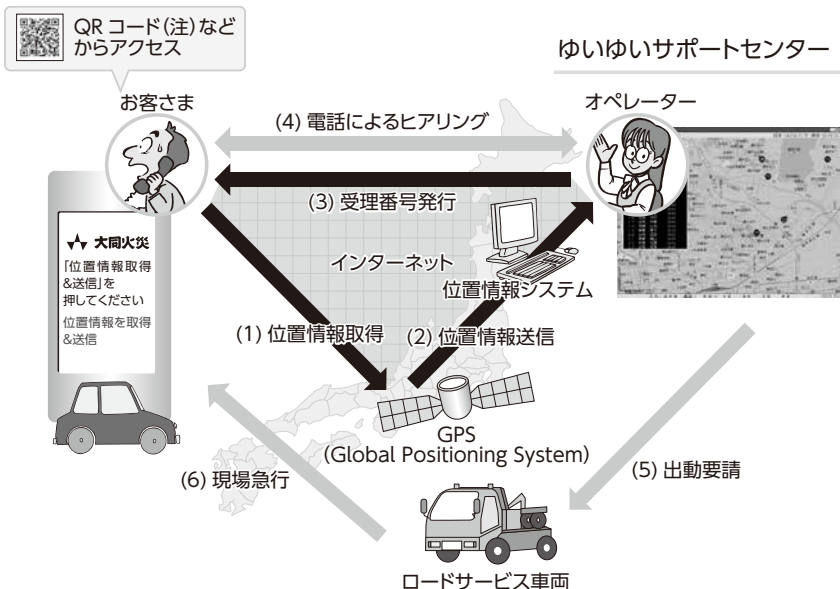 QRコード(注)など
からアクセス
ゆいゆいサポートセンター
お客さま
オペレーター
(4) 電話によるヒアリング
(3) 受理番号発行
大同火災
「位置情報取得
&送信」を
押してください
位置情報を取得
&送信
インターネット
位置情報システム
(1) 位置情報取得
(2) 位置情報送信
GPS
(Global Positioning System)
(6) 現場急行
(5) 出動要請
ロードサービス車両